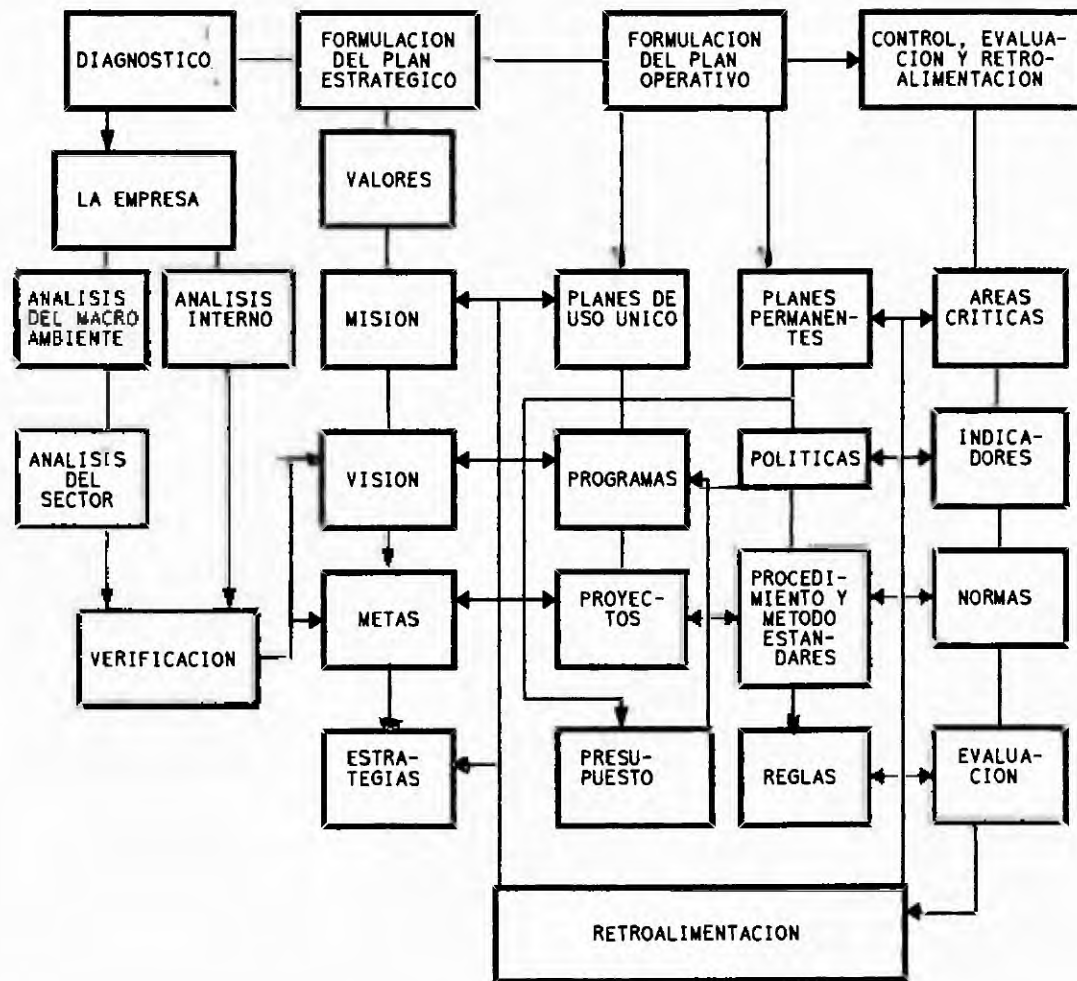 DIAGNOSTICO
FORMULACION
DEL PLAN
ESTRATEGICO
FORMULACION
DEL PLAN
OPERATIVO
CONTROL, EVALUA-
CION Y RETRO-
ALIMENTACION
LA EMPRESA
VALORES
ANALISIS
DEL MACRO
AMBIENTE
ANALISIS
INTERNO
MISION
PLANES DE
USO UNICO
PLANES
PERMANEN-
TES
AREAS
CRITICAS
ANALISIS
DEL
SECTOR
VISION
PROGRAMAS
POLITICAS
INDICA-
DORES
VERIFICACION
METAS
PROYEC-
TOS
PROCEDI-
MIENTO Y
METODO
ESTAN-
DARES
NORMAS
ESTRA-
TEGIAS
PRESU-
PUESTO
REGLAS
EVALUA-
CION
RETROALIMENTACION